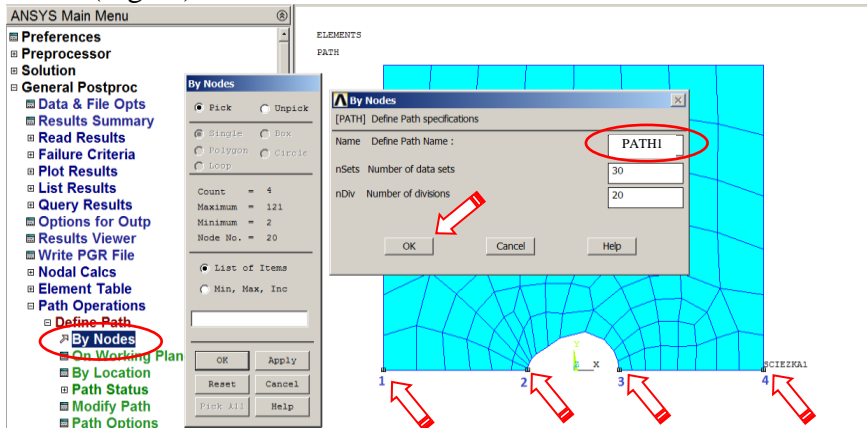 ANSYS Main Menu
Preferences
Preprocessor
Solution
General Postproc
Data & File Opts
Results Summary
Read Results
Failure Criteria
Plot Results
List Results
Query Results
Options for Outp
Results Viewer
Write PGR File
Nodal Calcs
Element Table
Path Operations
Define Path
By Nodes
On Working Plan
By Location
Path Status
Modify Path
Path Options
By Nodes
Pick Unpick
Single Box
Polygon Circle
Loop
Count = 4
Maximum = 121
Minimum = 2
Node No. = 20
List of Items
Min, Max, Inc
OK Apply
Reset Cancel
Pick All Help
ELEMENTS
PATH
By Nodes
[PATH] Define Path specifications
Name Define Path Name : PATH1
nSets Number of data sets 30
nDiv Number of divisions 20
OK Cancel Help
Y
X
SCIEZKA1
1 2 3 4